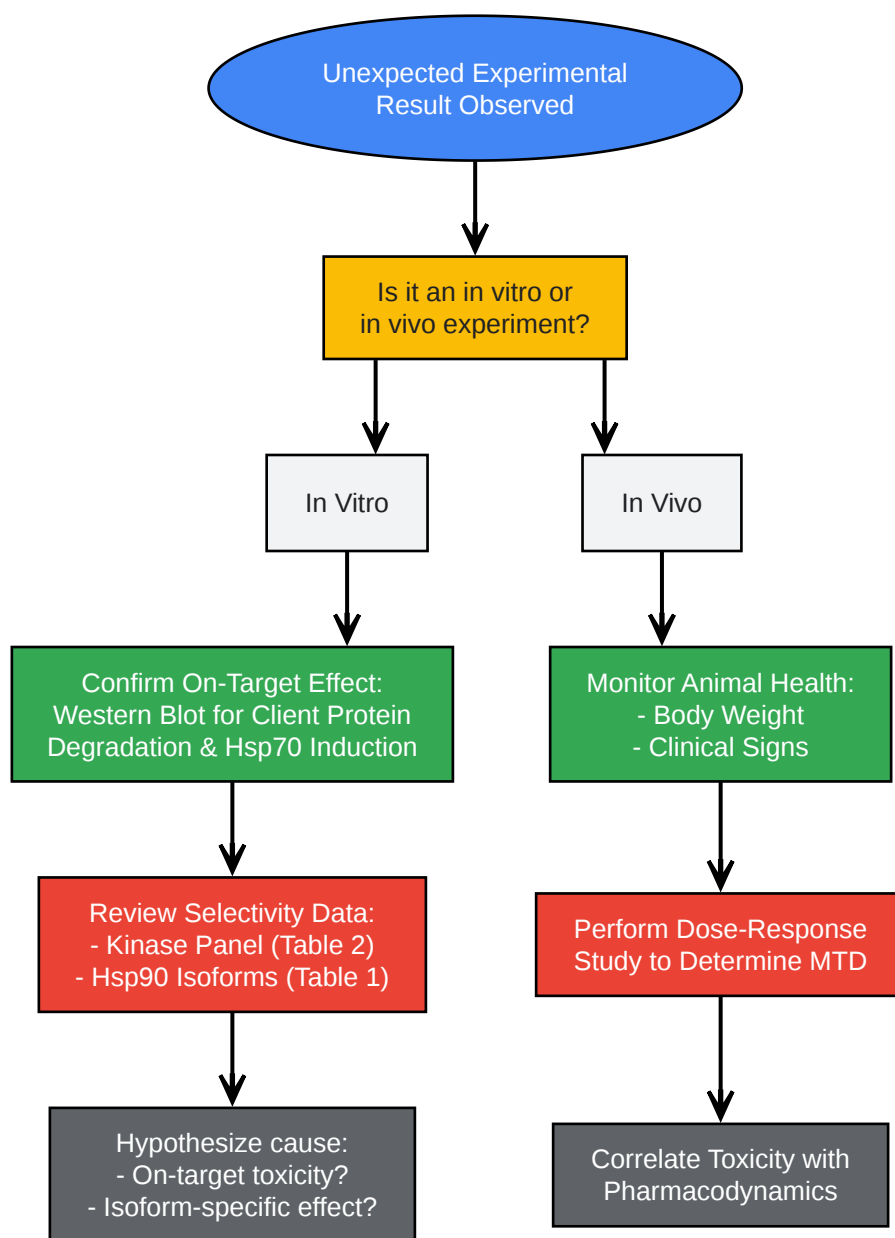 Unexpected Experimental
Result Observed
Is it an in vitro or
in vivo experiment?
In Vitro
In Vivo
Confirm On-Target Effect:
Western Blot for Client Protein
Degradation & Hsp70 Induction
Monitor Animal Health:
- Body Weight
- Clinical Signs
Review Selectivity Data:
- Kinase Panel (Table 2)
- Hsp90 Isoforms (Table 1)
Perform Dose-Response
Study to Determine MTD
Hypothesize cause:
- On-target toxicity?
- Isoform-specific effect?
Correlate Toxicity with
Pharmacodynamics